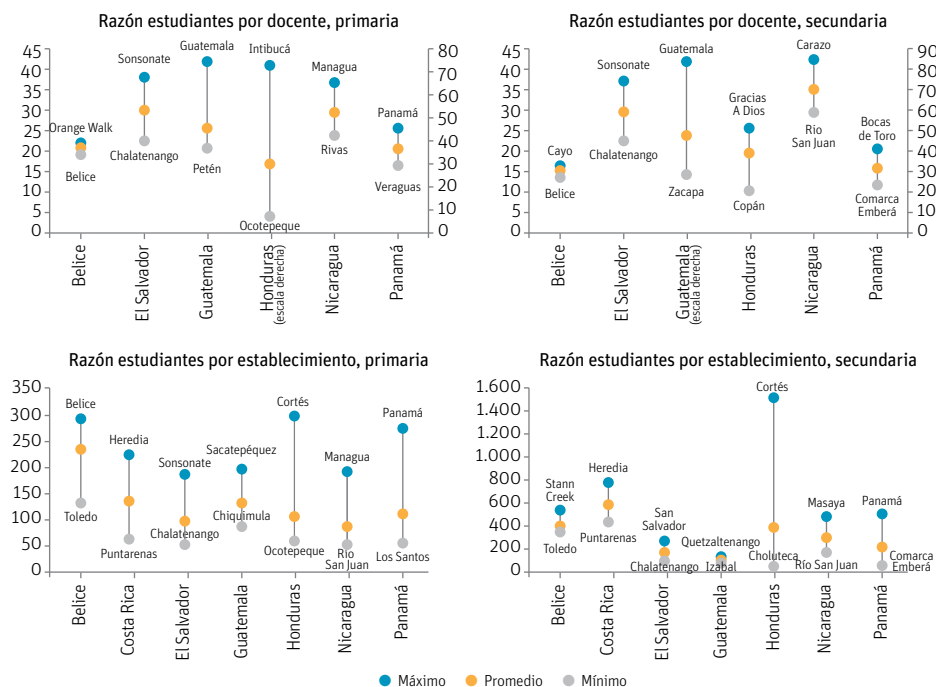 Razón estudiantes por docente, primaria
45
40
35
30
25
20
15
10
5
0
80
70
60
50
40
30
20
10
0
Orange Walk
Belice
Sonsonate
Chalatenango
Guatemala
Petén
Intibucá
Ocotepeque
Managua
Rivas
Panamá
Veraguas
Belice
El Salvador
Guatemala
Honduras
(escala derecha)
Nicaragua
Panamá
Razón estudiantes por docente, secundaria
45
40
35
30
25
20
15
10
5
0
90
80
70
60
50
40
30
20
10
0
Cayo
Belice
Sonsonate
Chalatenango
Guatemala
Zacapa
Gracias
A Dios
Copán
Carazo
Rio
San Juan
Bocas
de Toro
Comarca
Emberá
Belice
El Salvador
Guatemala
(escala derecha)
Honduras
Nicaragua
Panamá
Razón estudiantes por establecimiento, primaria
350
300
250
200
150
100
50
0
Belice
Toledo
Heredia
Puntarenas
Sonsonate
Chalatenango
Sacatepéquez
Chiquimula
Cortés
Ocotepeque
Managua
Rio
San Juan
Panamá
Los Santos
Belice
Costa Rica
El Salvador
Guatemala
Honduras
Nicaragua
Panamá
Razón estudiantes por establecimiento, secundaria
1.600
1.400
1.200
1.000
800
600
400
200
0
Stann
Creek
Toledo
Heredia
Puntarenas
San
Salvador
Chalatenango
Quetzaltenango
Izabal
Cortés
Choluteca
Masaya
Río San Juan
Panamá
Comarca
Emberá
Belice
Costa Rica
El Salvador
Guatemala
Honduras
Nicaragua
Panamá
Máximo
Promedio
Mínimo